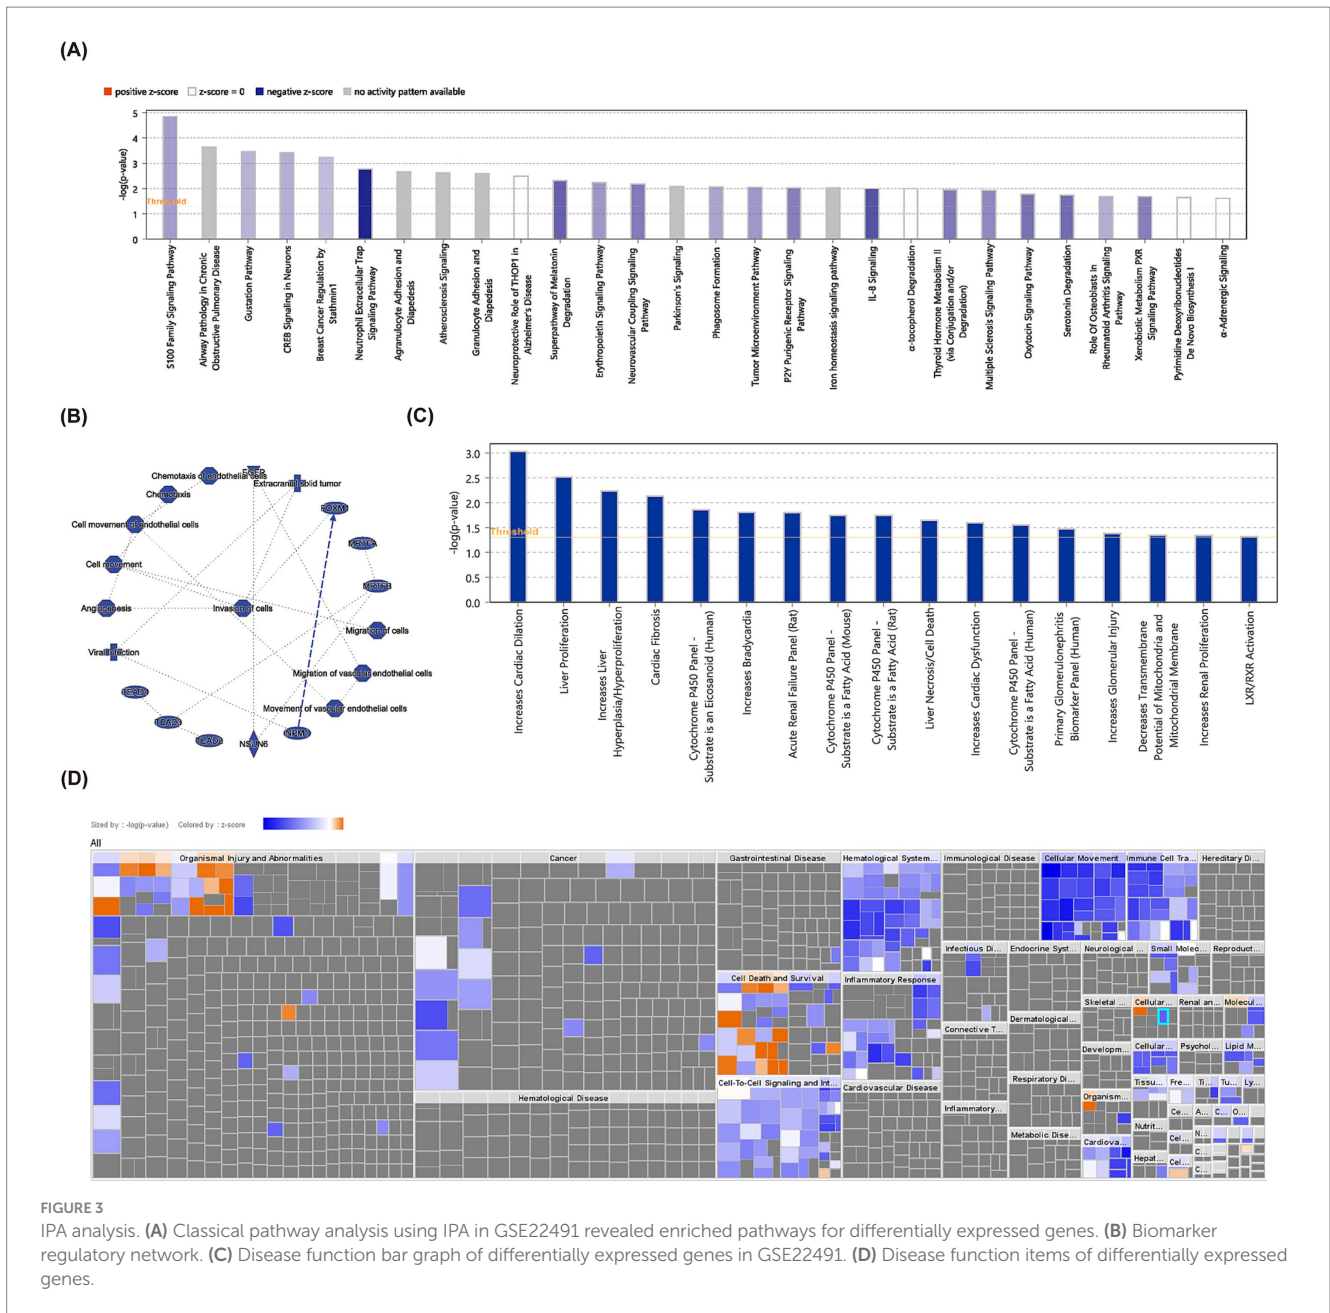 (A)
positive z-score z-score = 0 negative z-score no activity pattern available
-log(p-value)
5
4
3
2
1
0
Threshold
S100 Family Signaling Pathway
Airway Pathology in Chronic
Obstructive Pulmonary Disease
Gustation Pathway
CREB Signaling in Neurons
Breast Cancer Regulation by
Stathmin1
Neutrophil Extracellular Trap
Signaling Pathway
Agranulocyte Adhesion and
Diapedesis
Atherosclerosis Signaling
Granulocyte Adhesion and
Diapedesis
Neuroprotective Role of THOP1 in
Alzheimer's Disease
Superpathway of Melatonin
Degradation
Erythropoietin Signaling Pathway
Neurovascular Coupling Signaling
Pathway
Parkinson's Signaling
Phagosome Formation
Tumor Microenvironment Pathway
P2Y Purigenic Receptor Signaling
Pathway
Iron homeostasis signaling pathway
IL-8 Signaling
α-tocopherol Degradation
Thyroid Hormone Metabolism II
(via Conjugation and/or
Degradation)
Multiple Sclerosis Signaling Pathway
Oxytocin Signaling Pathway
Serotonin Degradation
Role Of Osteoblasts In
Rheumatoid Arthritis Signaling
Pathway
Xenobiotic Metabolism PXR
Signaling Pathway
Pyrimidine Deoxyribonucleotides
De Novo Biosynthesis I
α-Adrenergic Signaling
(B)
Chemotaxis of endothelial cells
EGFR
Extracranial solid tumor
Chemotaxis
FOXM1
Cell movement of endothelial cells
MRTFA
Cell movement
MRTFB
Angiogenesis
Invasion of cells
Migration of cells
Viral Infection
Migration of vascular endothelial cells
Movement of vascular endothelial cells
TEAD3
NPM1
(C)
-log(p-value)
3.0
2.5
2.0
1.5
1.0
0.5
0.0
Threshold
Increases Cardiac Dilation
Liver Proliferation
Increases Liver
Hyperplasia/Hyperproliferation
Cardiac Fibrosis
Cytochrome P450 Panel -
Substrate is an Eicosanoid (Human)
Increases Bradycardia
Acute Renal Failure Panel (Rat)
Cytochrome P450 Panel -
Substrate is a Fatty Acid (Mouse)
Cytochrome P450 Panel -
Substrate is a Fatty Acid (Rat)
Liver Necrosis/Cell Death
Increases Cardiac Dysfunction
Cytochrome P450 Panel -
Substrate is a Fatty Acid (Human)
Primary Glomerulonephritis
Biomarker Panel (Human)
Increases Glomerular Injury
Decreases Transmembrane
Potential of Mitochondria and
Mitochondrial Membrane
Increases Renal Proliferation
LXR/RXR Activation
(D)
Sized by : -log(p-value) Colored by : z-score
All
Organismal Injury and Abnormalities
Cancer
Gastrointestinal Disease
Hematological System...
Immunological Disease
Cellular Movement
Immune Cell Tra...
Hereditary Di...
Infectious Di...
Endocrine Syst...
Neurological ...
Small Molec...
Reproduct...
Cell Death and Survival
Inflammatory Response
Skeletal ...
Cellular...
Renal an...
Molecul...
Dermatological...
Connective T...
Developm...
Cellular...
Psychol...
Lipid M...
Respiratory Di...
Tissu...
Fre...
Ti...
Tu...
Ly...
Cell-To-Cell Signaling and Int...
Cardiovascular Disease
Hematological Disease
Organism...
Inflammatory...
Ce...
A...
C...
O...
Nutrit...
Metabolic Dise...
Cardiova...
Cel...
N...
Hepat...
Cel...
C...
C...
FIGURE 3
IPA analysis. (A) Classical pathway analysis using IPA in GSE22491 revealed enriched pathways for differentially expressed genes. (B) Biomarker
regulatory network. (C) Disease function bar graph of differentially expressed genes in GSE22491. (D) Disease function items of differentially expressed
genes.